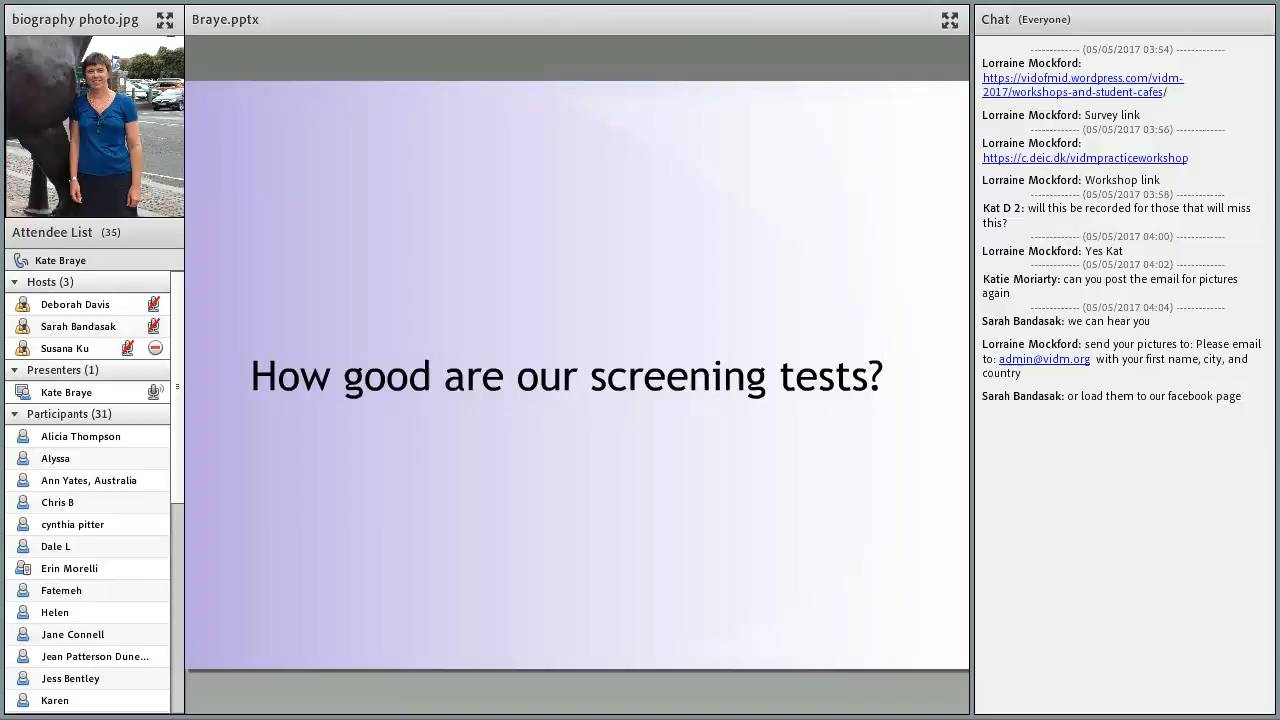 biography photo.jpg
Attendee List (35)
Kate Braye
Hosts (3)
Deborah Davis
Sarah Bandasak
Susana Ku
Presenters (1)
Kate Braye
Participants (31)
Alicia Thompson
Alyssa
Ann Yates, Australia
Chris B
cynthia pitter
Dale L
Erin Morelli
Fatemeh
Helen
Jane Connell
Jean Patterson Dune...
Jess Bentley
Karen
Braye.pptx
How good are our screening tests?
Chat (Everyone)
------------- (05/05/2017 03:54) -------------
Lorraine Mockford:
https://vidofmid.wordpress.com/vidm-
2017/workshops-and-student-cafes/
Lorraine Mockford: Survey link
------------- (05/05/2017 03:56) -------------
Lorraine Mockford:
https://c.deic.dk/vidmpracticeworkshop
Lorraine Mockford: Workshop link
------------- (05/05/2017 03:58) -------------
Kat D 2: will this be recorded for those that will miss
this?
------------- (05/05/2017 04:00) -------------
Lorraine Mockford: Yes Kat
------------- (05/05/2017 04:02) -------------
Katie Moriarty: can you post the email for pictures
again
------------- (05/05/2017 04:04) -------------
Sarah Bandasak: we can hear you
Lorraine Mockford: send your pictures to: Please email
to: admin@vidm.org with your first name, city, and
country
Sarah Bandasak: or load them to our facebook page